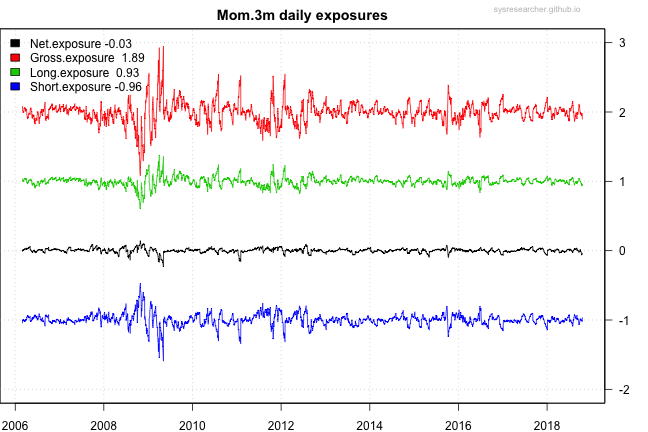 Mom.3m daily exposures
sysresearcher.github.io
Net.exposure -0.03
Gross.exposure 1.89
Long.exposure 0.93
Short.exposure -0.96
3
2
1
0
-1
-2
2006 2008 2010 2012 2014 2016 2018